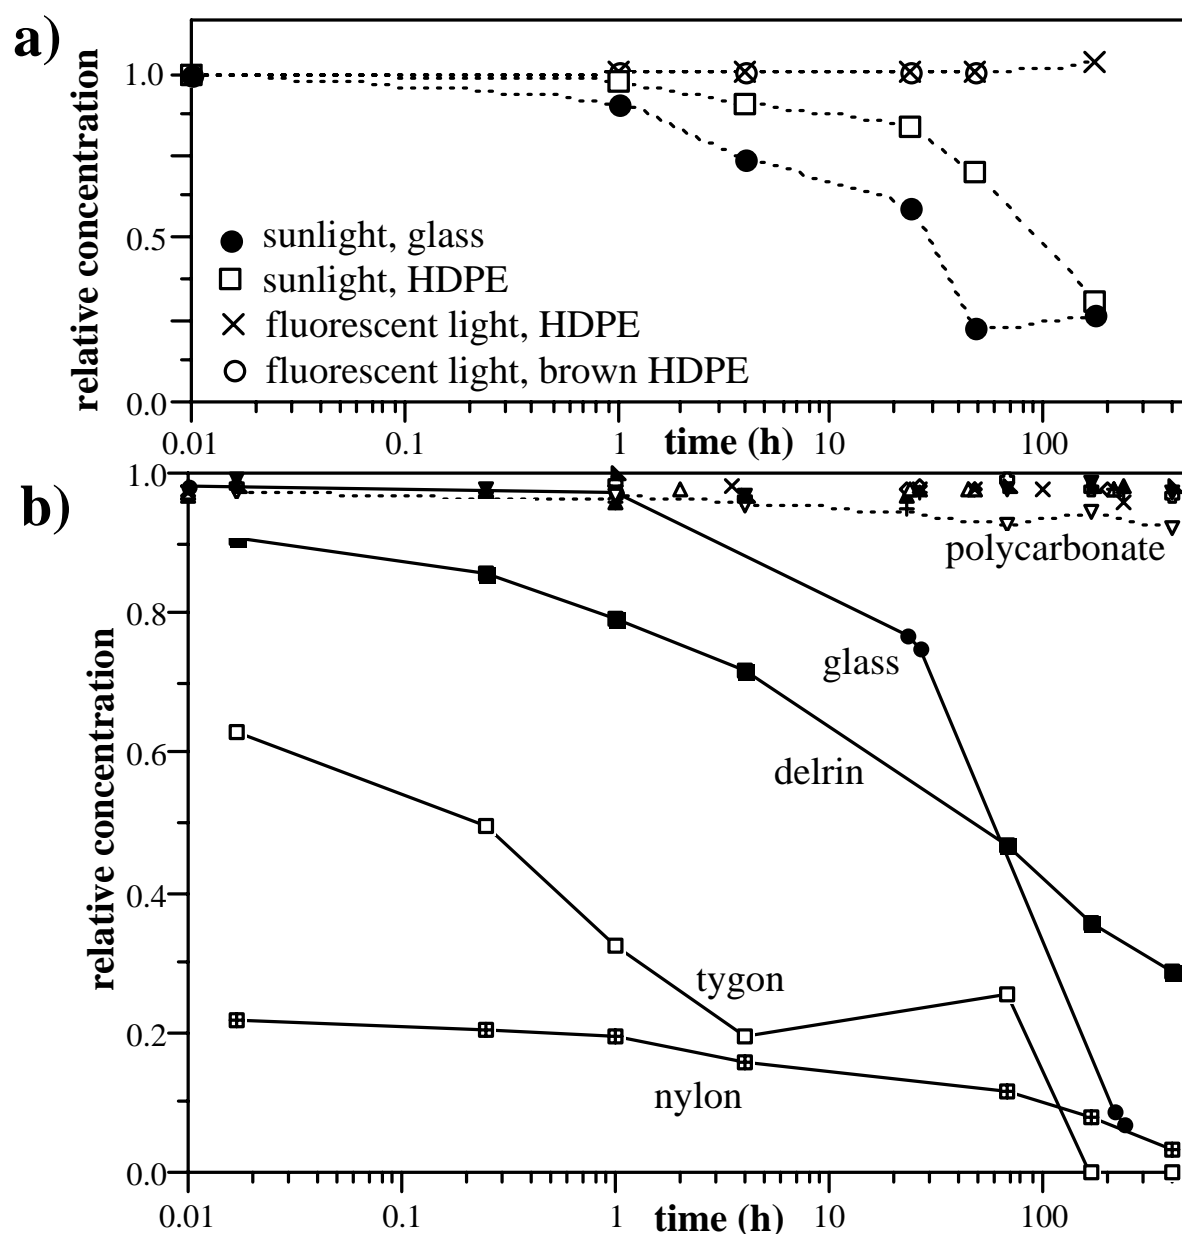 a)
relative concentration
1.0
0.5
0.0
sunlight, glass
sunlight, HDPE
fluorescent light, HDPE
fluorescent light, brown HDPE
0.01 0.1 1 time (h) 10 100
b)
relative concentration
1.0
0.8
0.6
0.4
0.2
0.0
polycarbonate
glass
delrin
tygon
nylon
0.01 0.1 1 time (h) 10 100